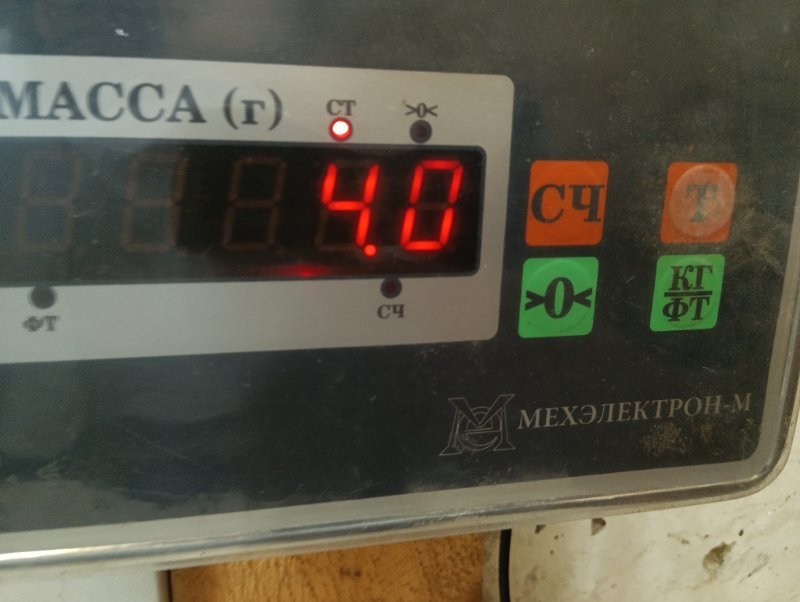 МАССА (г)
СТ
>0<
4.0
ФТ
СЧ
СЧ
Т
>0<
КГ
ФТ
МЕХЭЛЕКТРОН-М